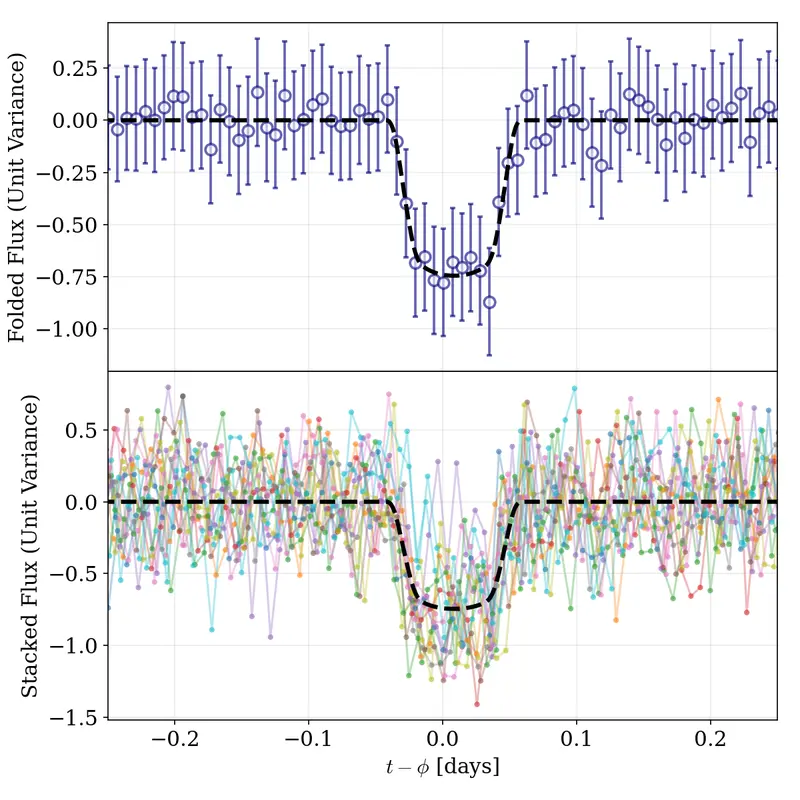 Folded Flux (Unit Variance)
0.25
0.00
−0.25
−0.50
−0.75
−1.00
Stacked Flux (Unit Variance)
0.5
0.0
−0.5
−1.0
−1.5
−0.2 −0.1 0.0 0.1 0.2
t − ϕ [days]